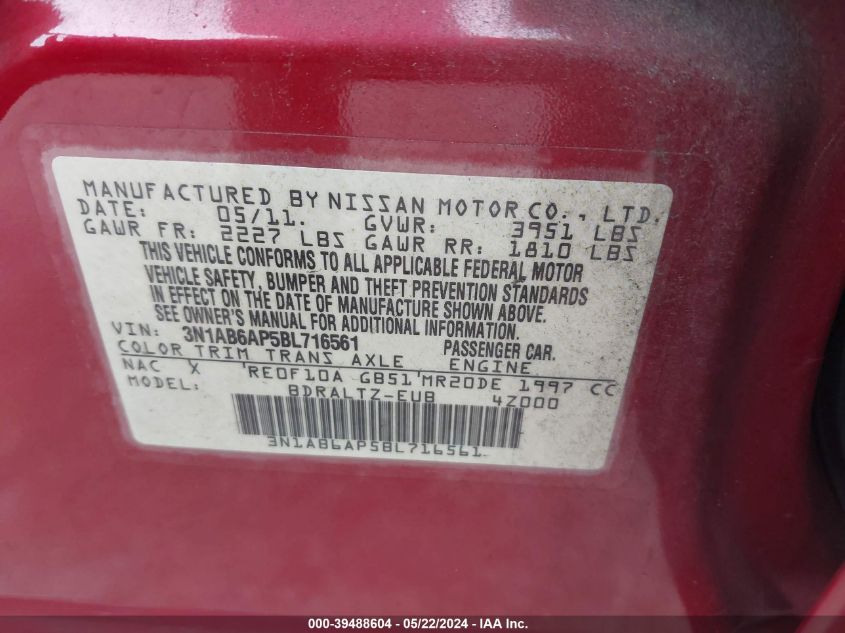 MANUFACTURED BY NISSAN MOTOR CO., LTD.
DATE: 05/11. GVWR: 3951 LBS
GAWR FR: 2227 LBS GAWR RR: 1810 LBS
THIS VEHICLE CONFORMS TO ALL APPLICABLE FEDERAL MOTOR
VEHICLE SAFETY, BUMPER AND THEFT PREVENTION STANDARDS
IN EFFECT ON THE DATE OF MANUFACTURE SHOWN ABOVE.
SEE OWNER'S MANUAL FOR ADDITIONAL INFORMATION.
VIN: 3N1AB6AP5BL716561 PASSENGER CAR.
COLOR TRIM TRANS AXLE ENGINE
NAC X RE0F10A GB51 MR20DE 1997 CC
MODEL: BDRALTZ-EUB 4Z000
3N1AB6AP5BL716561
000-39488604 - 05/22/2024 - IAA Inc.